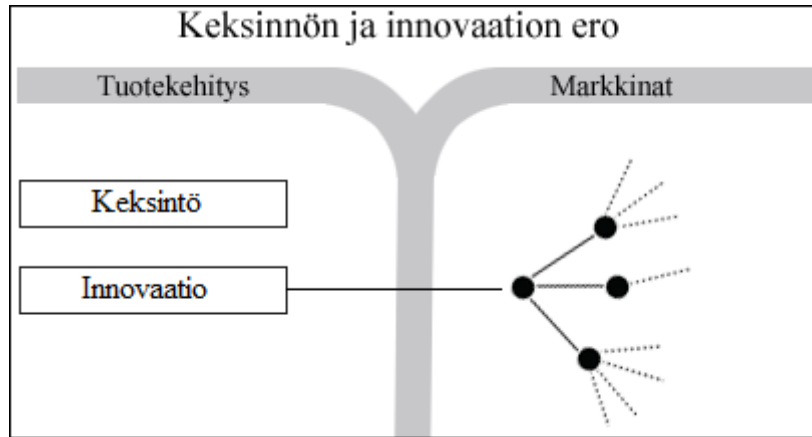 Keksinnön ja innovaation ero
Tuotekehitys
Markkinat
Keksintö
Innovaatio